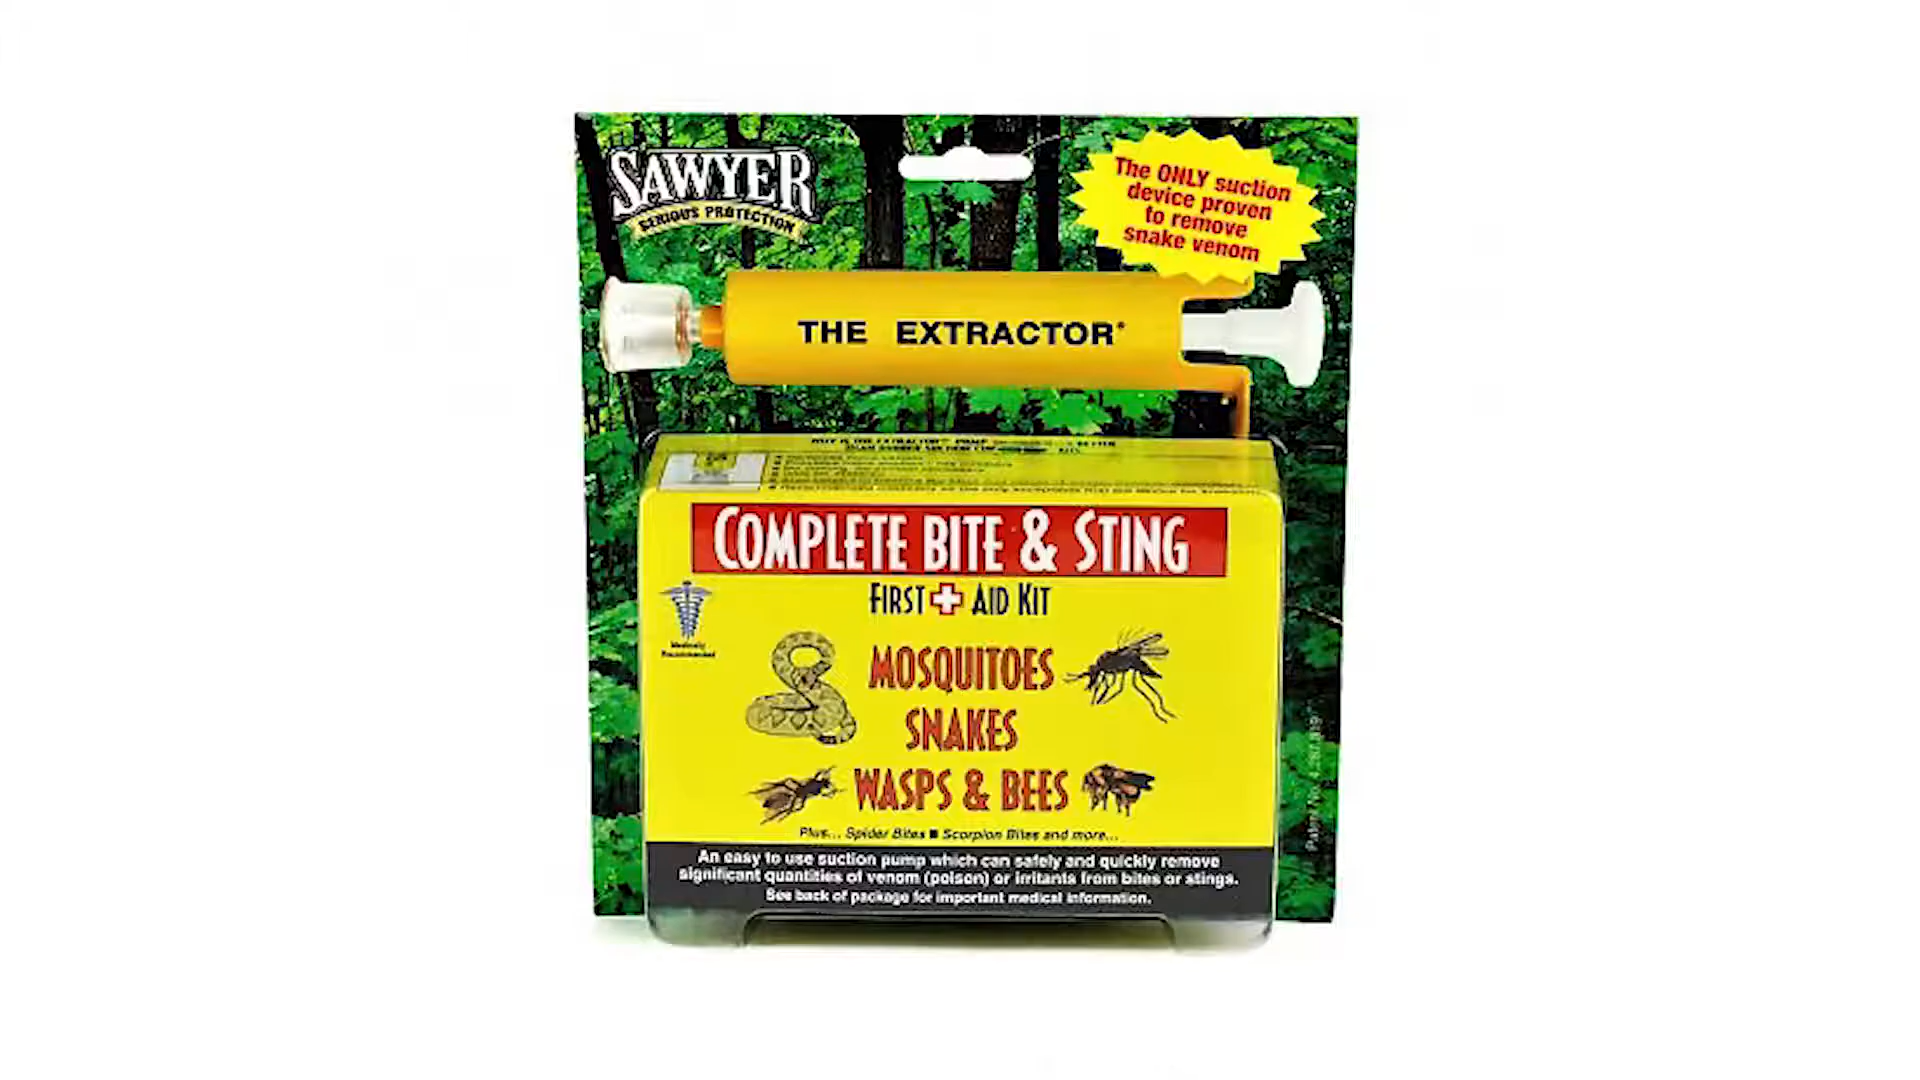 SAWYER
SERIOUS PROTECTION
The ONLY suction
device proven
to remove
snake venom
THE EXTRACTOR®
COMPLETE BITE & STING
FIRST AID KIT
Medically
Recommended
MOSQUITOES
SNAKES
WASPS & BEES
Plus... Spider Bites ■ Scorpion Bites and more...
An easy to use suction pump which can safely and quickly remove
significant quantities of venom (poison) or irritants from bites or stings.
See back of package for important medical information.